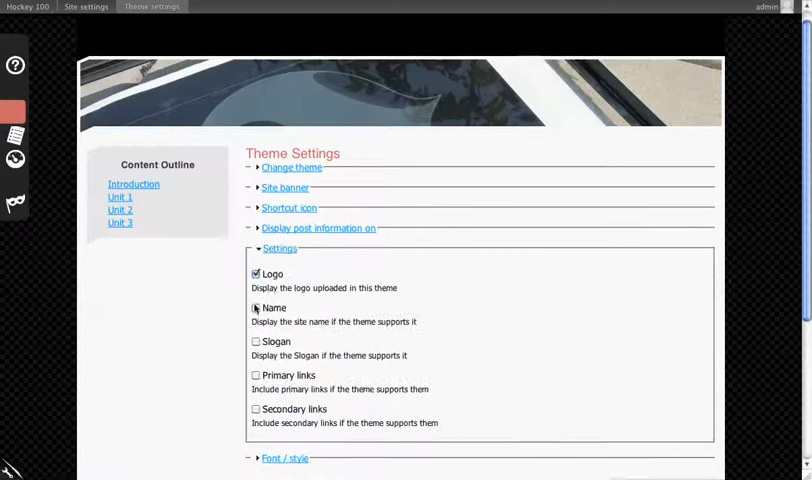 Hockey 100
Site settings
Theme settings
admin
Content Outline
Introduction
Unit 1
Unit 2
Unit 3
Theme Settings
Change theme
Site banner
Shortcut icon
Display post information on
Settings
Logo
Display the logo uploaded in this theme
Name
Display the site name if the theme supports it
Slogan
Display the Slogan if the theme supports it
Primary links
Include primary links if the theme supports them
Secondary links
Include secondary links if the theme supports them
Font / style